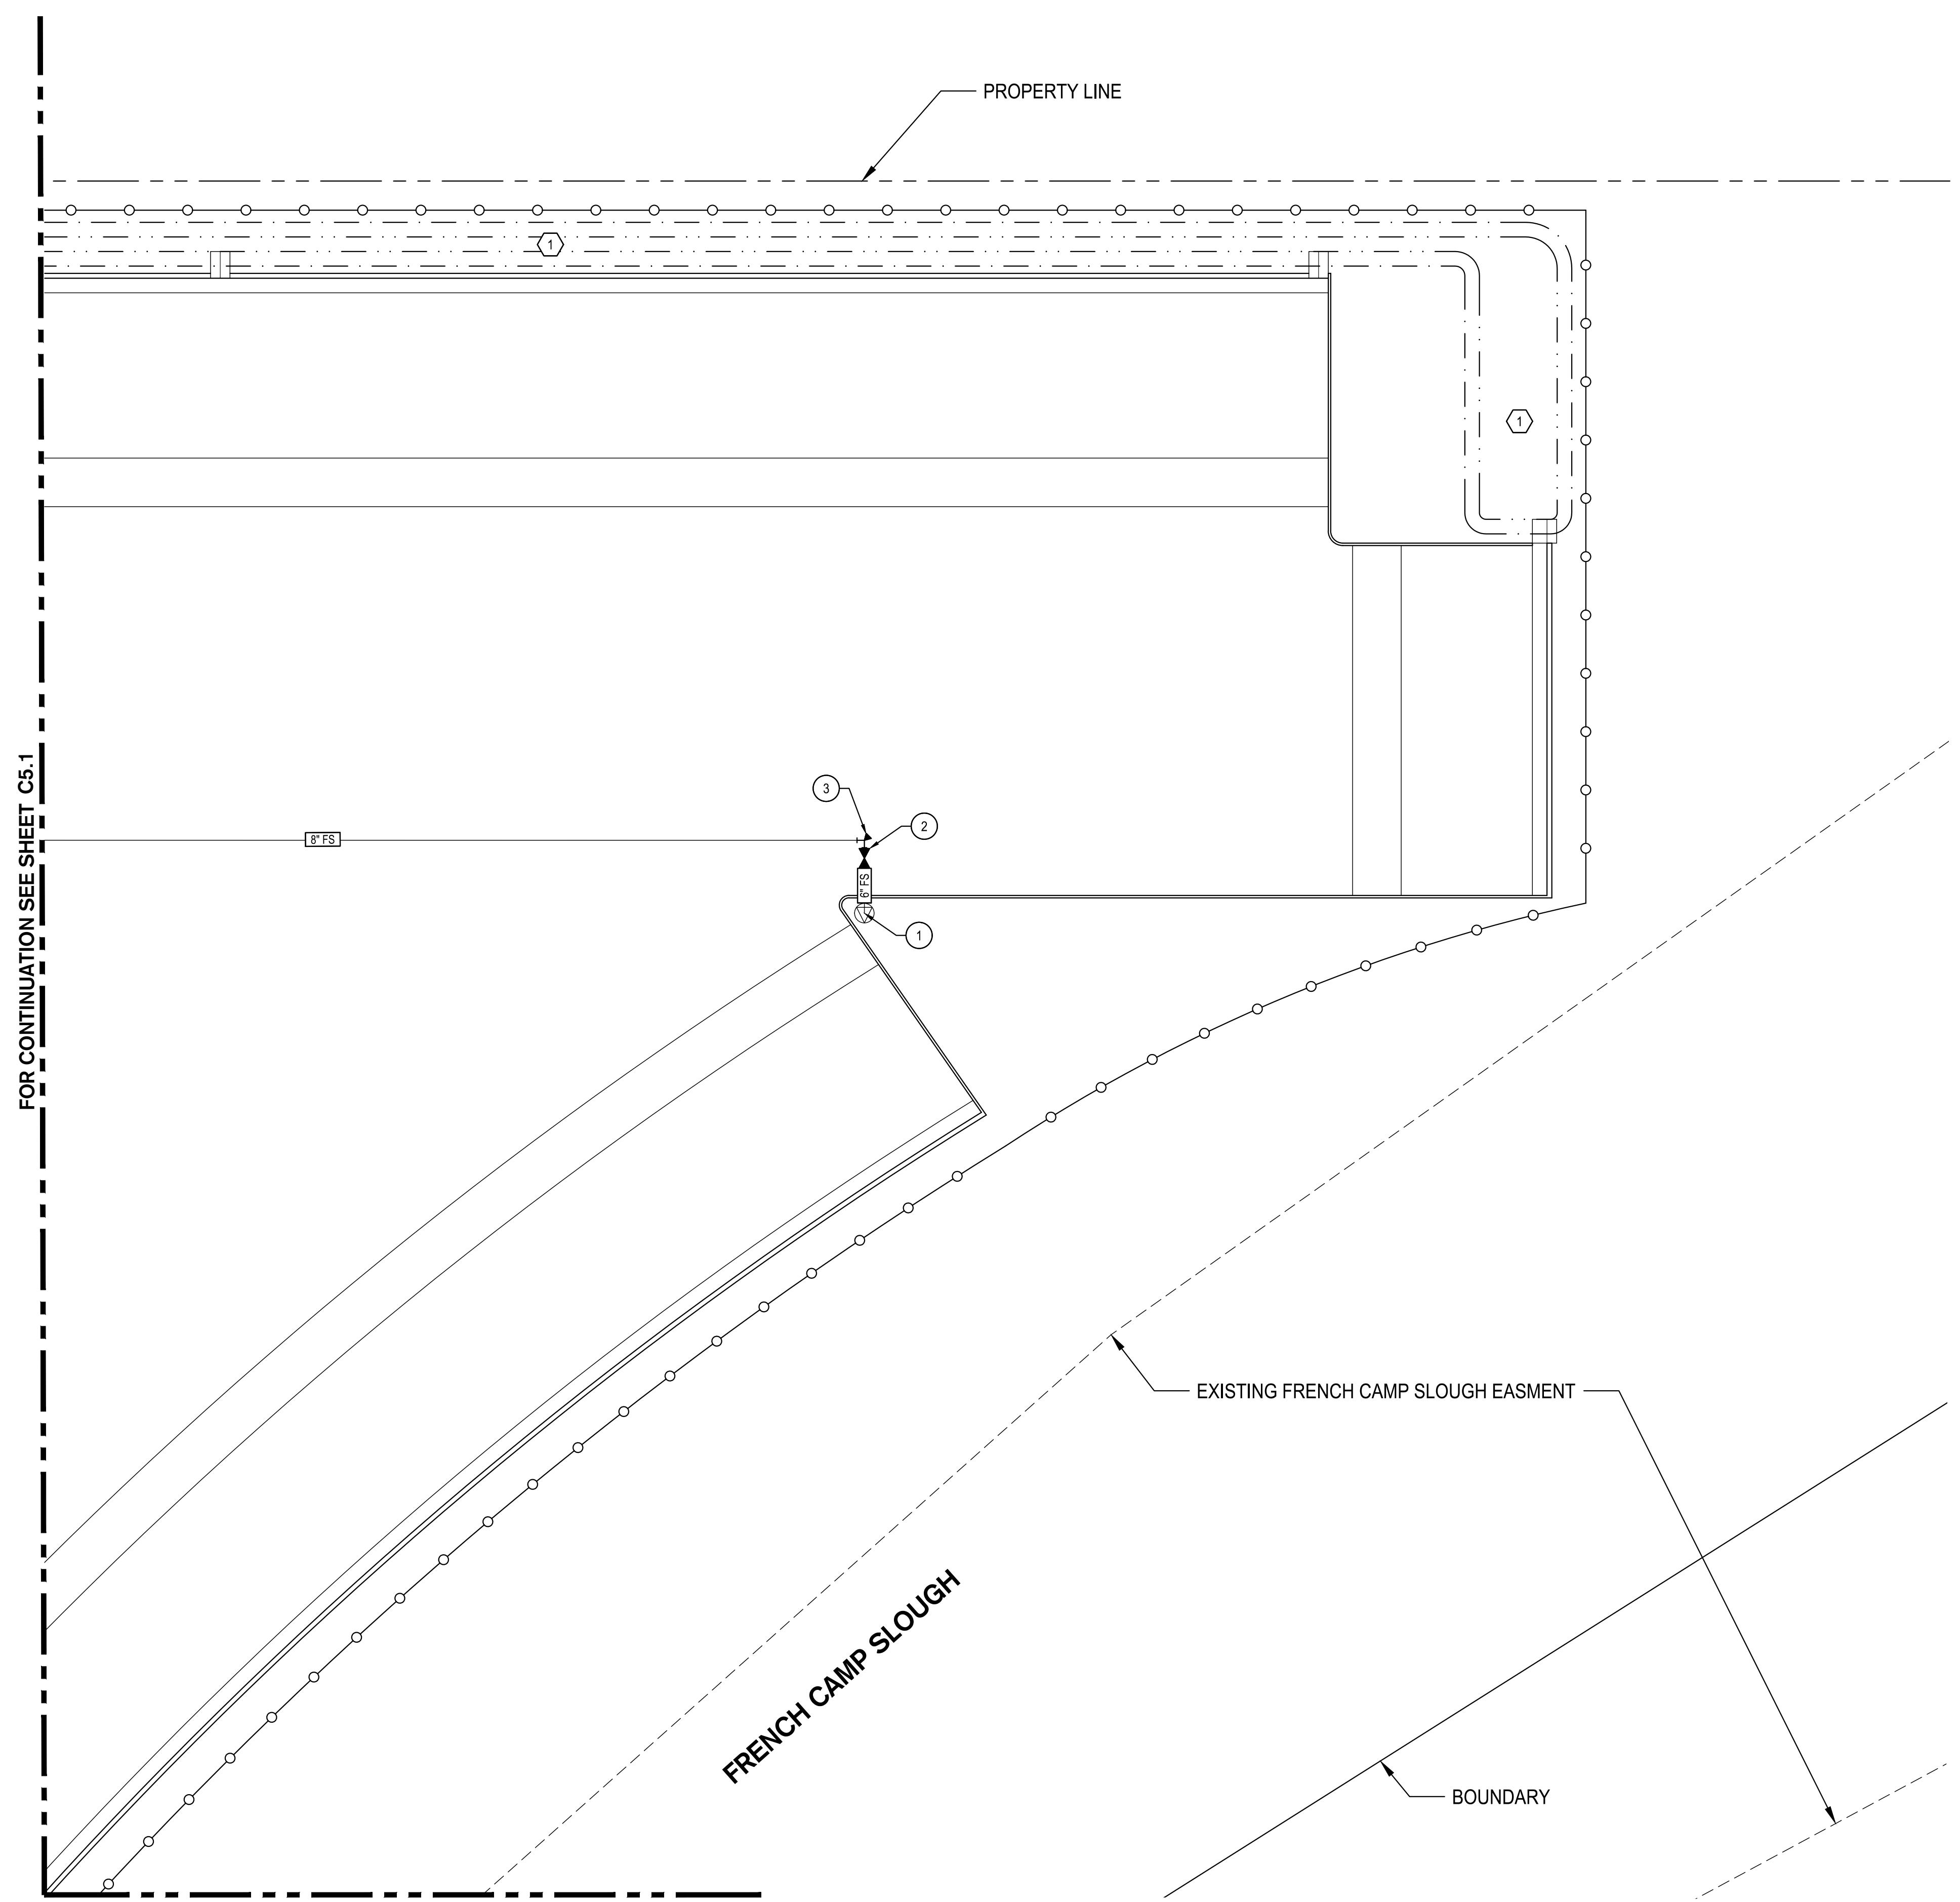 PROPERTY LINE
1
1
FOR CONTINUATION SEE SHEET C5.1
3
2
8" FS
6" FS
1
EXISTING FRENCH CAMP SLOUGH EASMENT
FRENCH CAMP SLOUGH
BOUNDARY